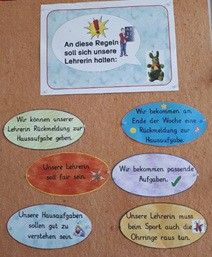 An diese Regeln
soll sich unsere
Lehrerin halten:
Wir können unserer
Lehrerin Rückmeldung zur
Hausaufgabe geben.
Wir bekommen am
Ende der Woche eine
Rückmeldung zur
Hausaufgabe.
Unsere Lehrerin
soll fair sein.
Wir bekommen passende
Aufgaben.
Unsere Hausaufgaben
sollen gut zu
verstehen sein.
Unsere Lehrerin muss
beim Sport auch die
Ohrringe raus tun.